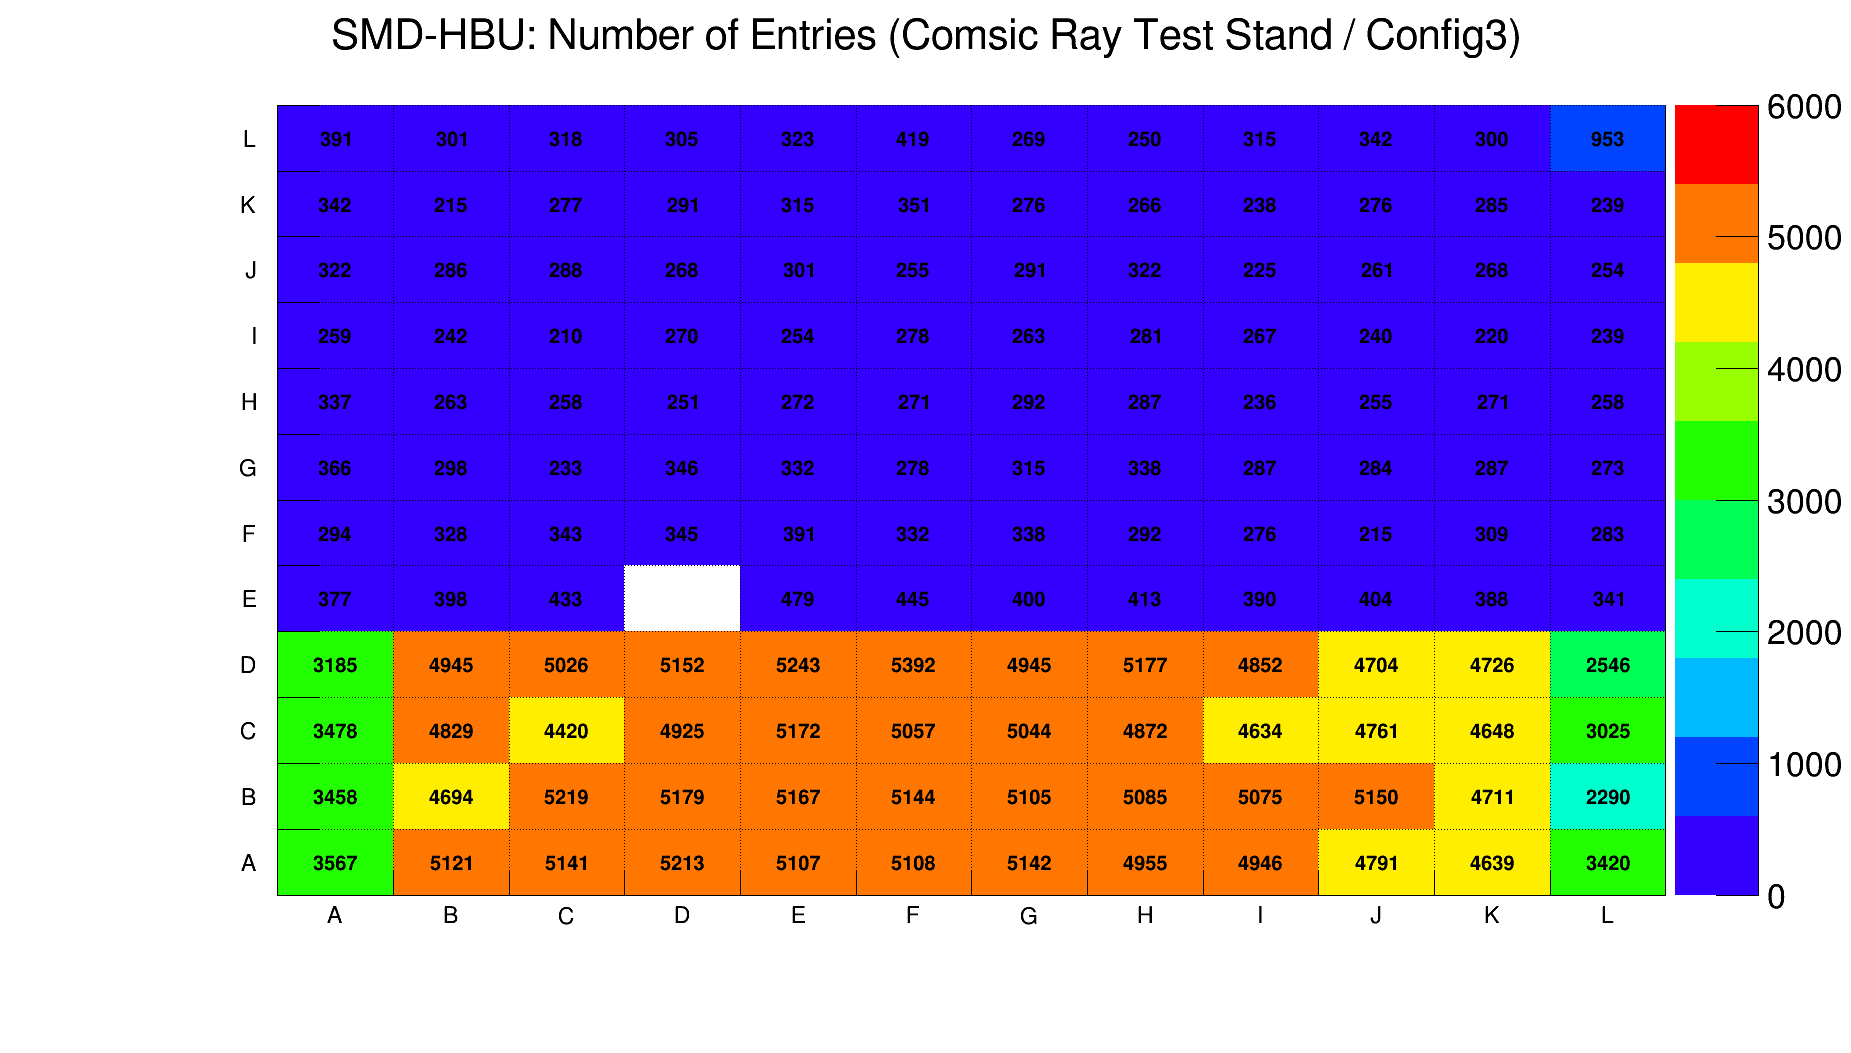 SMD-HBU: Number of Entries (Comsic Ray Test Stand / Config3)
6000
L 391 301 318 305 323 419 269 250 315 342 300 953
K 342 215 277 291 315 351 276 266 238 276 285 239
5000
J 322 286 288 268 301 255 291 322 225 261 268 254
I 259 242 210 270 254 278 263 281 267 240 220 239
4000
H 337 263 258 251 272 271 292 287 236 255 271 258
G 366 298 233 346 332 278 315 338 287 284 287 273
3000
F 294 328 343 345 391 332 338 292 276 215 309 283
E 377 398 433 479 445 400 413 390 404 388 341
2000
D 3185 4945 5026 5152 5243 5392 4945 5177 4852 4704 4726 2546
C 3478 4829 4420 4925 5172 5057 5044 4872 4634 4761 4648 3025
1000
B 3458 4694 5219 5179 5167 5144 5105 5085 5075 5150 4711 2290
A 3567 5121 5141 5213 5107 5108 5142 4955 4946 4791 4639 3420
0
A B C D E F G H I J K L